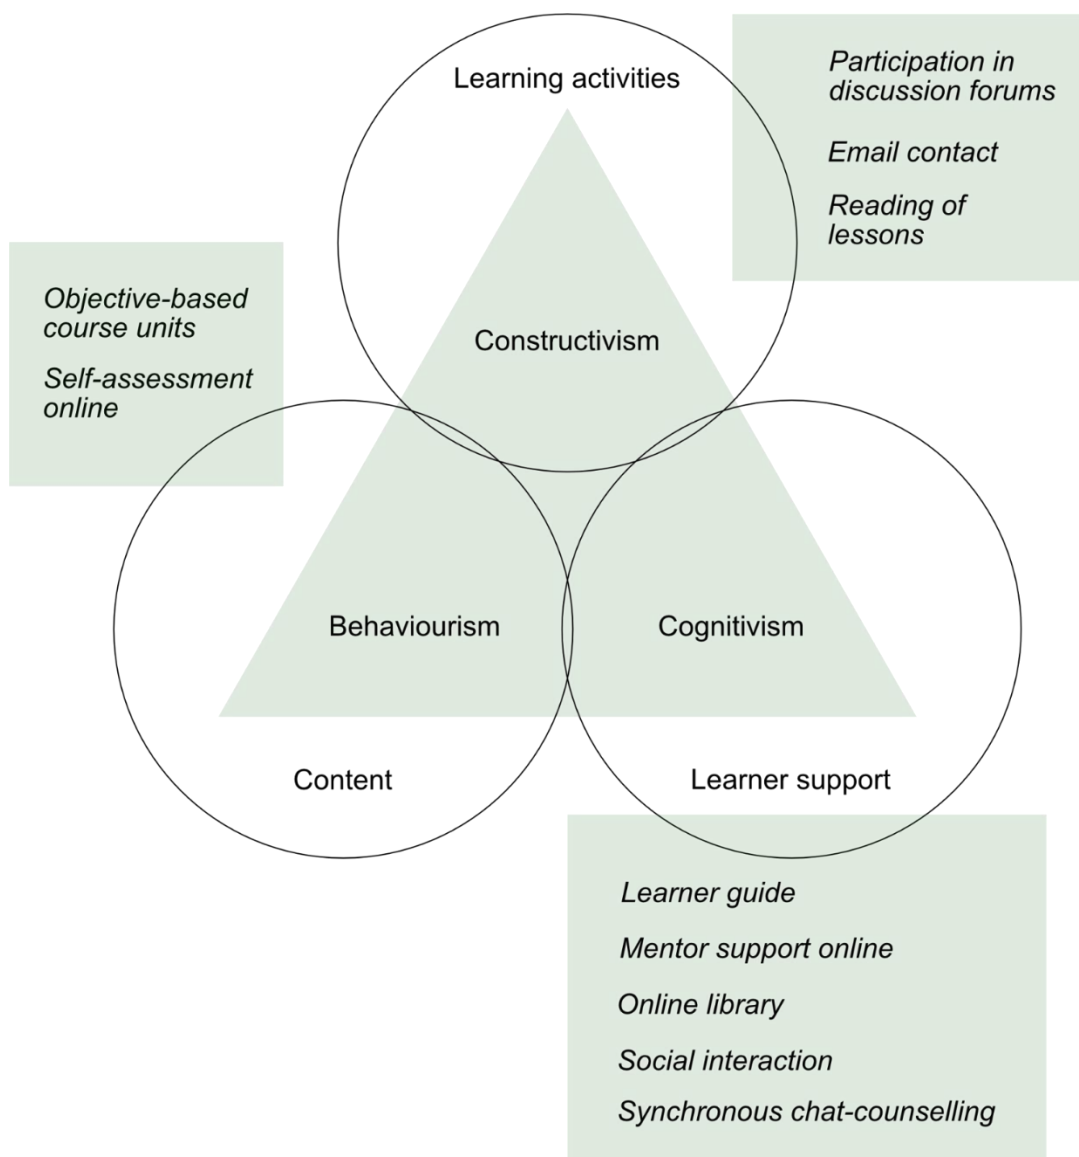 Learning activities
Participation in
discussion forums
Email contact
Reading of
lessons
Objective-based
course units
Self-assessment
online
Constructivism
Behaviourism
Cognitivism
Content
Learner support
Learner guide
Mentor support online
Online library
Social interaction
Synchronous chat-counselling